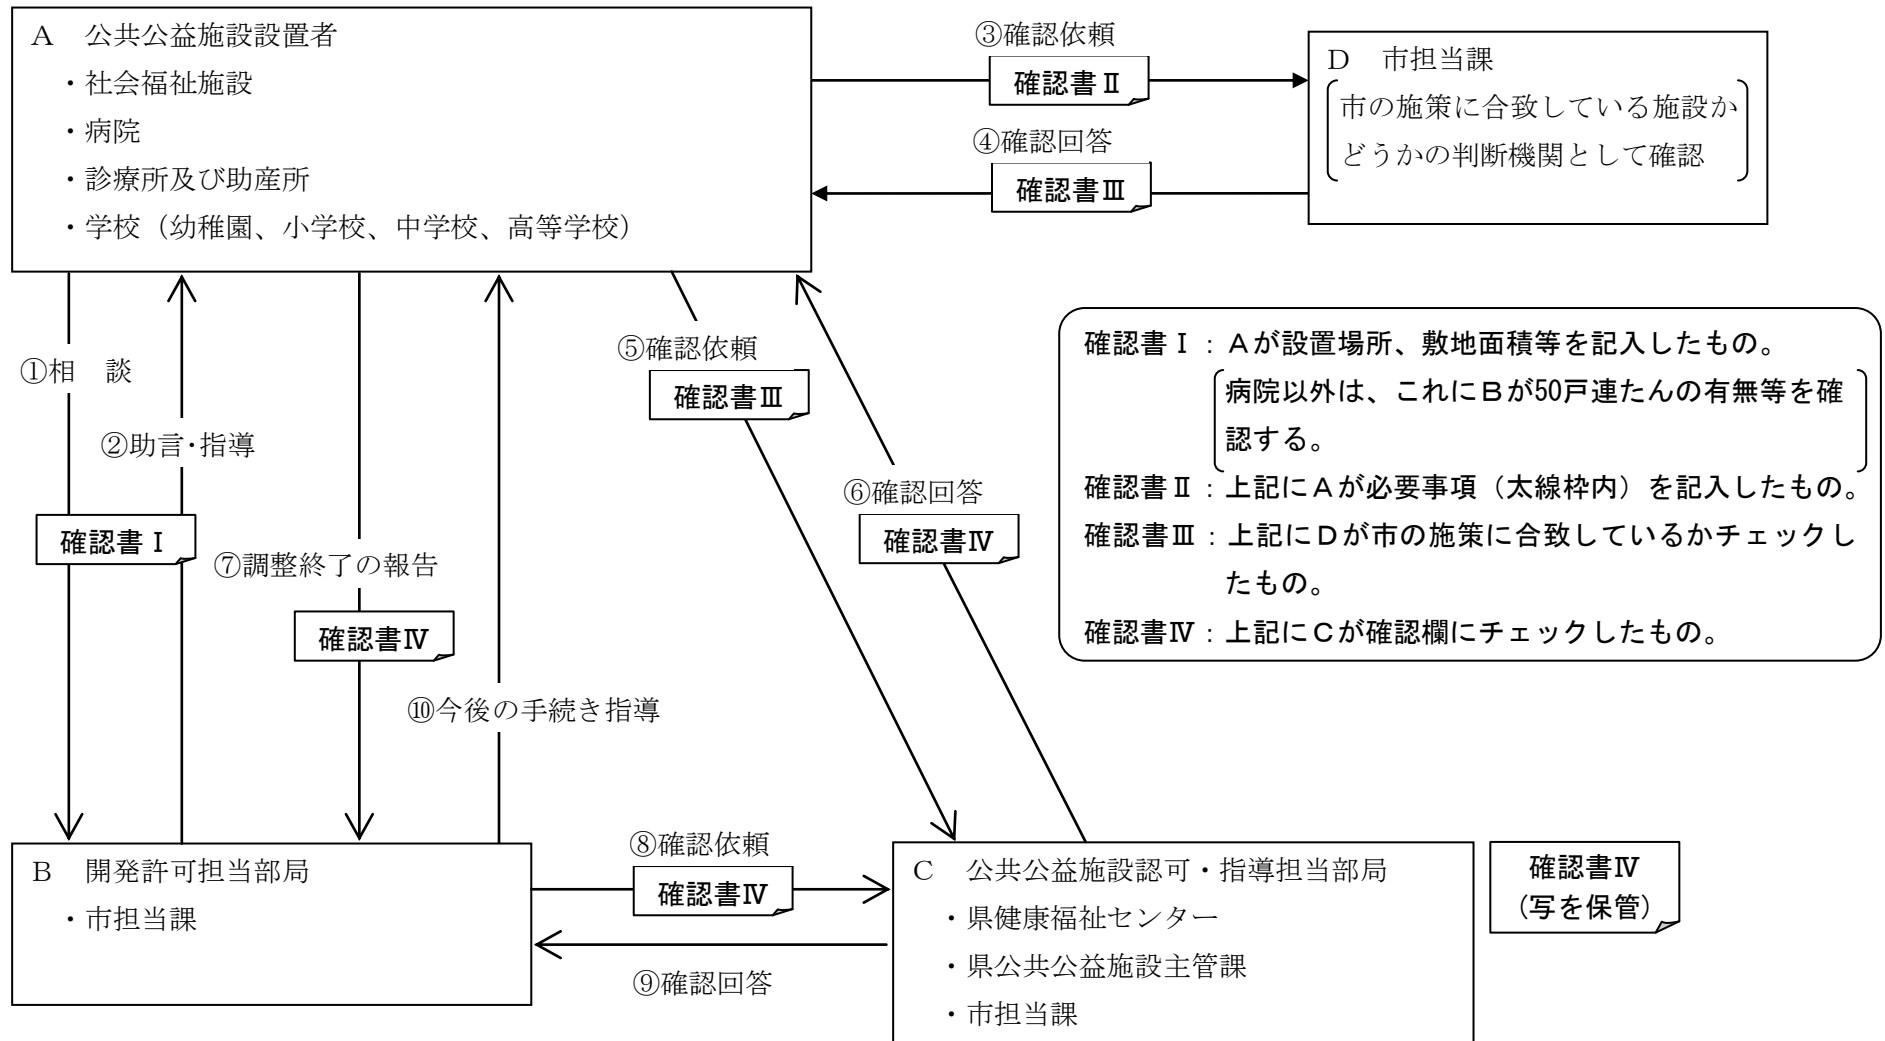 A　公共公益施設設置者
・社会福祉施設
・病院
・診療所及び助産所
・学校（幼稚園、小学校、中学校、高等学校）
③確認依頼
確認書Ⅱ
④確認回答
確認書Ⅲ
D　市担当課
市の施策に合致している施設か
どうかの判断機関として確認
①相　談
②助言・指導
確認書Ⅰ
⑦調整終了の報告
確認書Ⅳ
⑩今後の手続き指導
⑤確認依頼
確認書Ⅲ
⑥確認回答
確認書Ⅳ
確認書Ⅰ：Aが設置場所、敷地面積等を記入したもの。
病院以外は、これにBが50戸連たんの有無等を確
認する。
確認書Ⅱ：上記にAが必要事項（太線枠内）を記入したもの。
確認書Ⅲ：上記にDが市の施策に合致しているかチェックし
たもの。
確認書Ⅳ：上記にCが確認欄にチェックしたもの。
B　開発許可担当部局
・市担当課
⑧確認依頼
確認書Ⅳ
⑨確認回答
C　公共公益施設認可・指導担当部局
・県健康福祉センター
・県公共公益施設主管課
・市担当課
確認書Ⅳ
（写を保管）